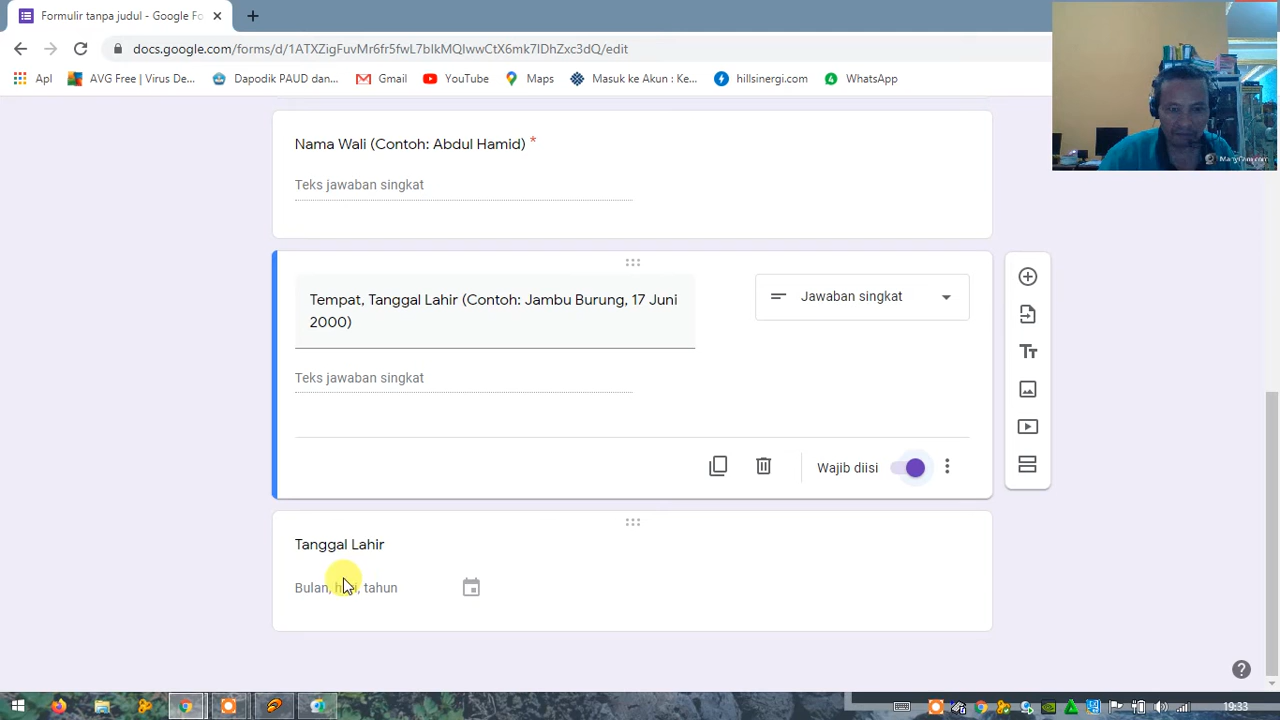 Formulir tanpa judul - Google Fo
docs.google.com/forms/d/1ATXZigFuvMr6fr5fwL7blkMQIwwCtX6mk7lDhZxc3dQ/edit
Apl
AVG Free | Virus De...
Dapodik PAUD dan...
Gmail
YouTube
Maps
Masuk ke Akun : Ke...
hillsinergi.com
WhatsApp
ManyCam.com
Nama Wali (Contoh: Abdul Hamid) *
Teks jawaban singkat
Tempat, Tanggal Lahir (Contoh: Jambu Burung, 17 Juni
2000)
Jawaban singkat
Teks jawaban singkat
Wajib diisi
Tanggal Lahir
Bulan, hari, tahun
19:33